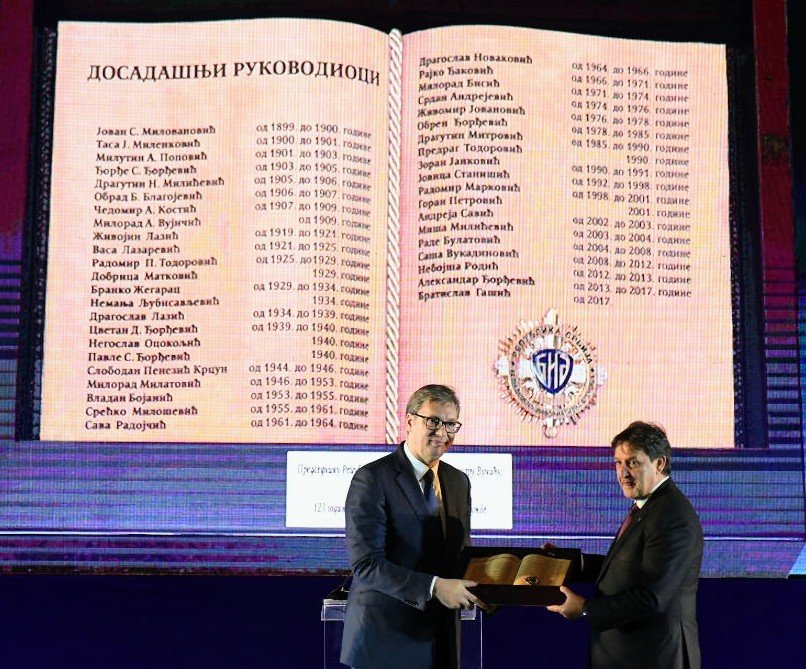 ДОСАДАШЊИ РУКОВОДИОЦИ
Јован С. Миловановић од 1899. до 1900. године
Таса Ј. Миленковић од 1900. до 1901. године
Милутин А. Поповић од 1901. до 1903. године
Ђорђе С. Ђорђевић од 1903. до 1905. године
Драгутин Н. Милићевић од 1905. до 1906. године
Обрад Б. Благојевић од 1906. до 1907. године
Чедомир А. Костић од 1907. до 1909. године
Милорад А. Вујичић од 1909. године
Живојин Лазић од 1919. до 1921. године
Васа Лазаревић од 1921. до 1925. године
Радомир П. Тодоровић од 1925. до 1929. године
Добрица Матковић 1929. године
Бранко Жегарац од 1929. до 1934. године
Немања Љубисављевић 1934. године
Драгослав Лазић од 1934. до 1939. године
Цветан Д. Ђорђевић од 1939. до 1940. године
Негослав Оцокољић 1940. године
Павле С. Ђорђевић 1940. године
Слободан Пенезић Крцун од 1944. до 1946. године
Милорад Милатовић од 1946. до 1953. године
Владан Бојанић од 1953. до 1955. године
Срећко Милошевић од 1955. до 1961. године
Сава Радојчић од 1961. до 1964. године
Драгослав Новаковић од 1964. до 1966. године
Рајко Ђаковић од 1966. до 1971. године
Милорад Бисић од 1971. до 1974. године
Срдан Андрејевић од 1974. до 1976. године
Живомир Јовановић од 1976. до 1978. године
Обрен Ђорђевић од 1978. до 1985. године
Драгутин Митровић од 1985. до 1990. године
Предраг Тодоровић 1990. године
Зоран Јанковић од 1990. до 1991. године
Јовица Станишић од 1992. до 1998. године
Радомир Марковић од 1998. до 2001. године
Горан Петровић 2001. године
Андреја Савић од 2002. до 2003. године
Миша Милићевић од 2003. до 2004. године
Раде Булатовић од 2004. до 2008. године
Саша Вукадиновић од 2008. до 2012. године
Небојша Родић од 2012. до 2013. године
Александар Ђорђевић од 2013. до 2017. године
Братислав Гашић од 2017.
РЕПУБЛИКА СРБИЈА
БИА